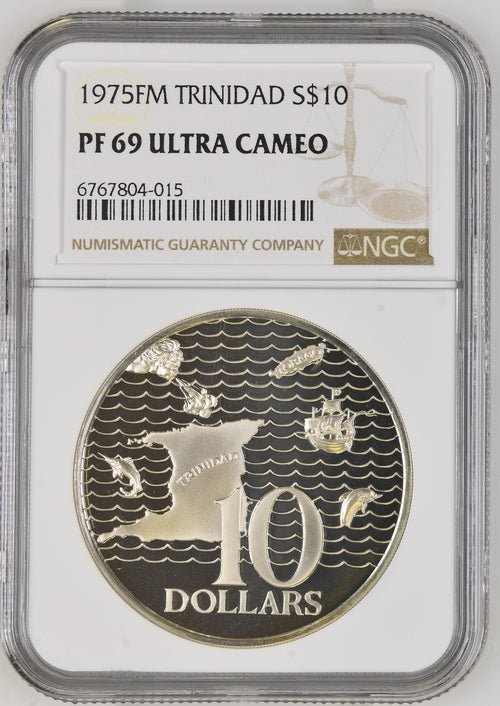 1975FM TRINIDAD S$10
PF 69 ULTRA CAMEO
6767804-015
NUMISMATIC GUARANTY COMPANY
NGC®
TOBAGO
TRINIDAD
10
DOLLARS